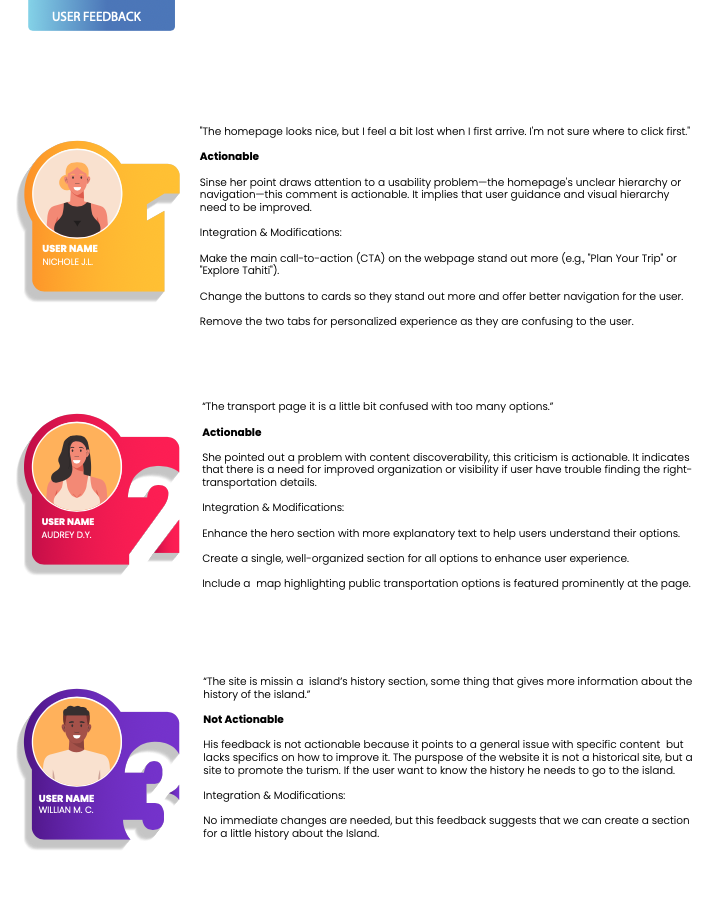 USER FEEDBACK
"The homepage looks nice, but I feel a bit lost when I first arrive. I'm not sure where to click first."
Actionable
Sinse her point draws attention to a usability problem—the homepage's unclear hierarchy or
navigation—this comment is actionable. It implies that user guidance and visual hierarchy
need to be improved.
Integration & Modifications:
Make the main call-to-action (CTA) on the webpage stand out more (e.g., "Plan Your Trip" or
"Explore Tahiti").
Change the buttons to cards so they stand out more and offer better navigation for the user.
Remove the two tabs for personalized experience as they are confusing to the user.
1
USER NAME
NICHOLE J.L.
“The transport page it is a little bit confused with too many options.”
Actionable
She pointed out a problem with content discoverability, this criticism is actionable. It indicates
that there is a need for improved organization or visibility if user have trouble finding the right-
transportation details.
Integration & Modifications:
Enhance the hero section with more explanatory text to help users understand their options.
Create a single, well-organized section for all options to enhance user experience.
Include a  map highlighting public transportation options is featured prominently at the page.
2
USER NAME
AUDREY D.Y.
“The site is missin a  island’s history section, some thing that gives more information about the
history of the island.”
Not Actionable
His feedback is not actionable because it points to a general issue with specific content  but
lacks specifics on how to improve it. The purspose of the website it is not a historical site, but a
site to promote the turism. If the user want to know the history he needs to go to the island.
Integration & Modifications:
No immediate changes are needed, but this feedback suggests that we can create a section
for a little history about the Island.
3
USER NAME
WILLIAN M. C.